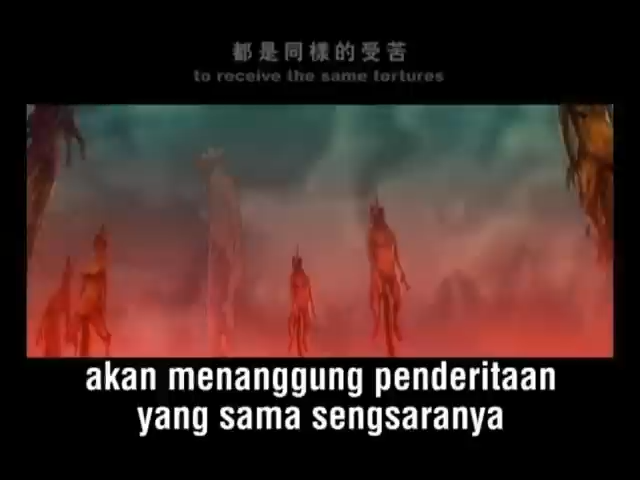 都是同樣的受苦
to receive the same tortures
akan menanggung penderitaan
yang sama sengsaranya